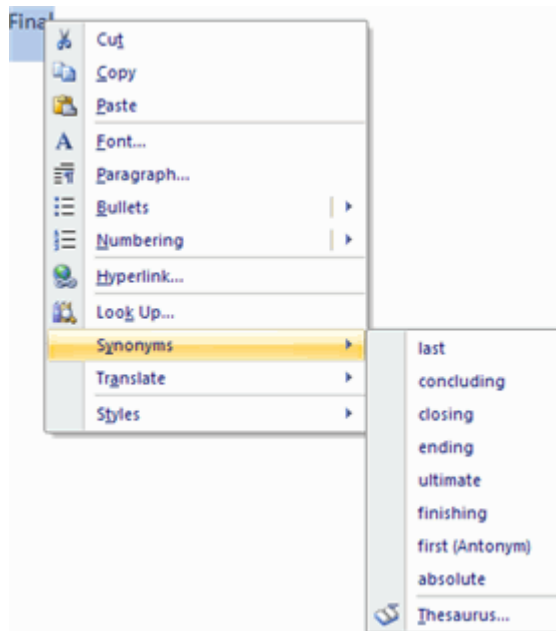 Final
Cut
Copy
Paste
Font...
Paragraph...
Bullets
Numbering
Hyperlink...
Look Up...
Synonyms
Translate
Styles
last
concluding
closing
ending
ultimate
finishing
first (Antonym)
absolute
Thesaurus...